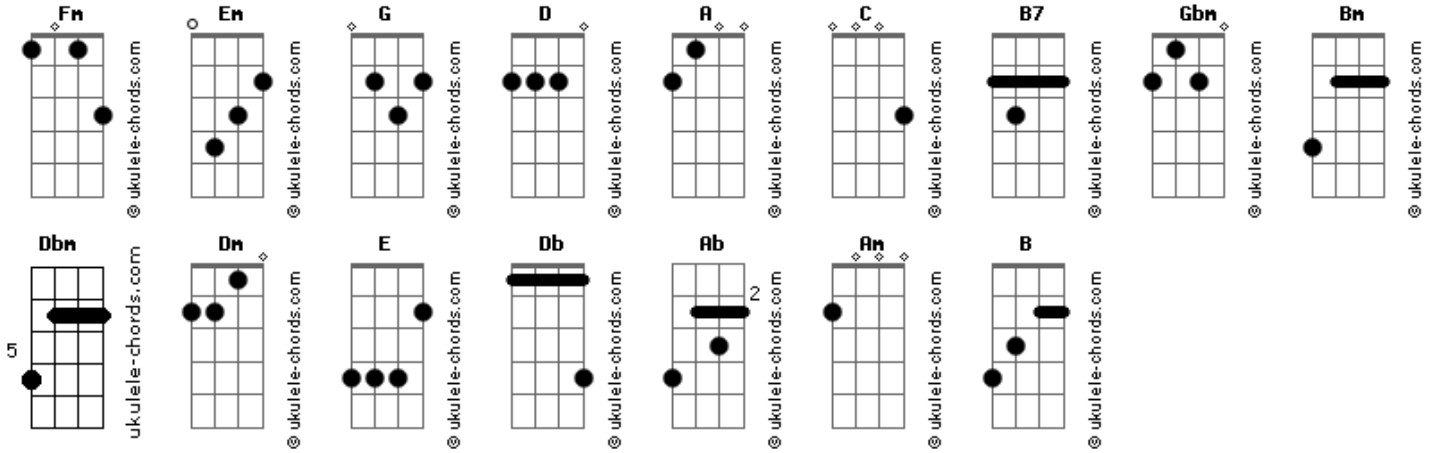 Fm Em G D A C B7 Gbm Bm
© ukulele-chords.com © ukulele-chords.com © ukulele-chords.com © ukulele-chords.com © ukulele-chords.com © ukulele-chords.com © ukulele-chords.com © ukulele-chords.com © ukulele-chords.com
Dbm Dm E Db Ab Am B
5 2
ukulele-chords.com © ukulele-chords.com © ukulele-chords.com © ukulele-chords.com © ukulele-chords.com © ukulele-chords.com © ukulele-chords.com